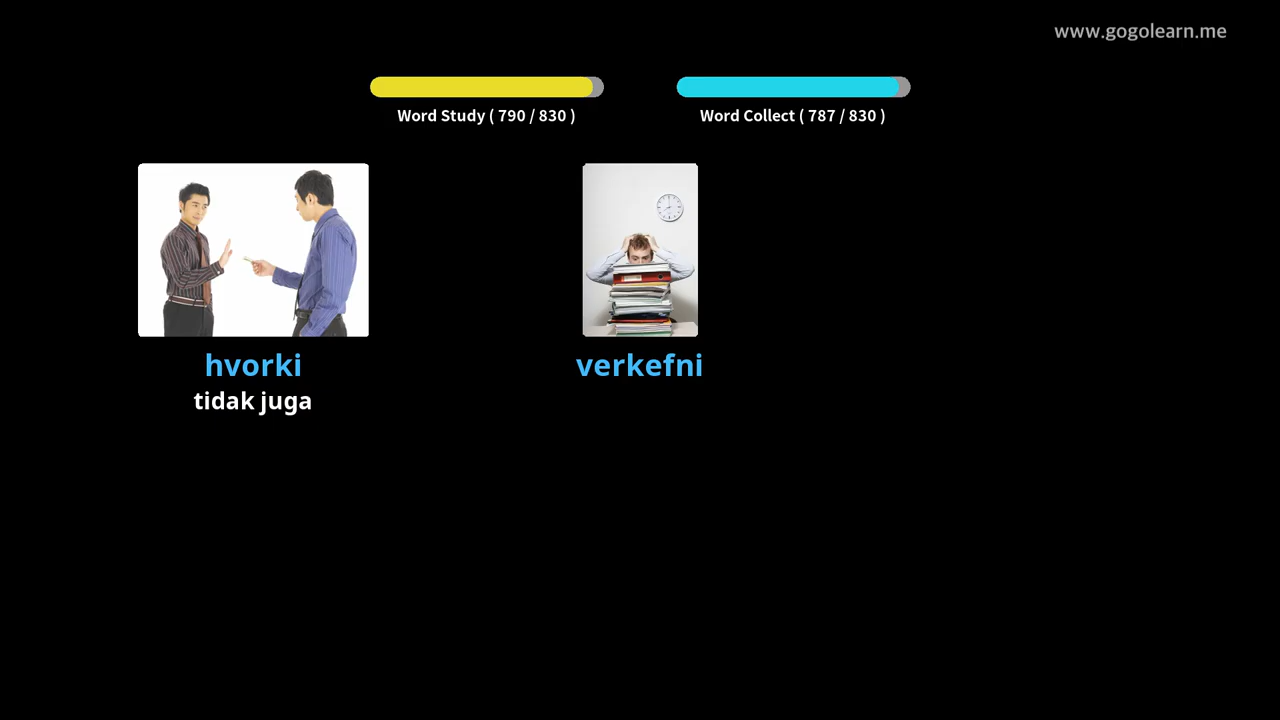 www.gogolearn.me
Word Study ( 790 / 830 )
Word Collect ( 787 / 830 )
hvorki
tidak juga
verkefni